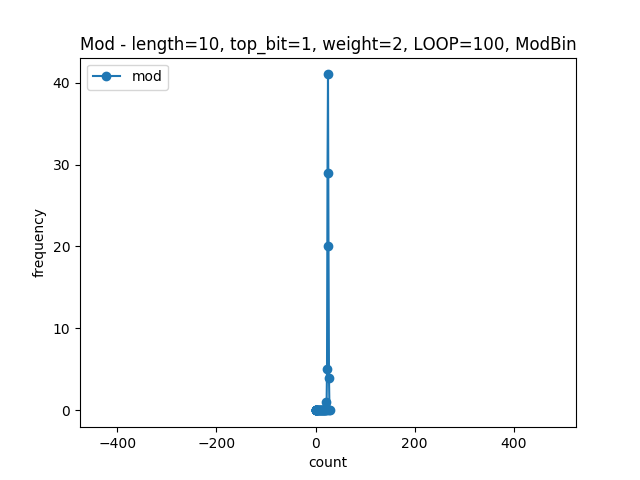 Mod - length=10, top_bit=1, weight=2, LOOP=100, ModBin
mod
40
30
20
10
0
frequency
−400
−200
0
200
400
count